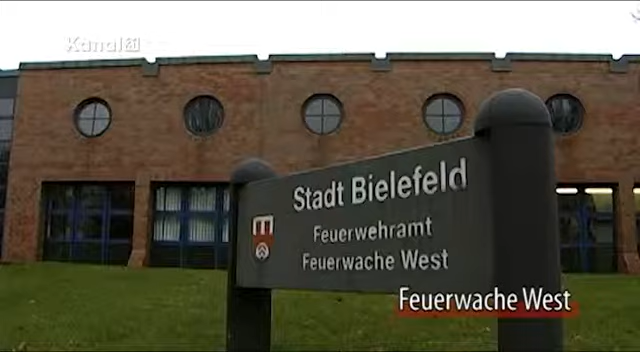 Kanal 21
Stadt Bielefeld
Feuerwehramt
Feuerwache West
Feuerwache West